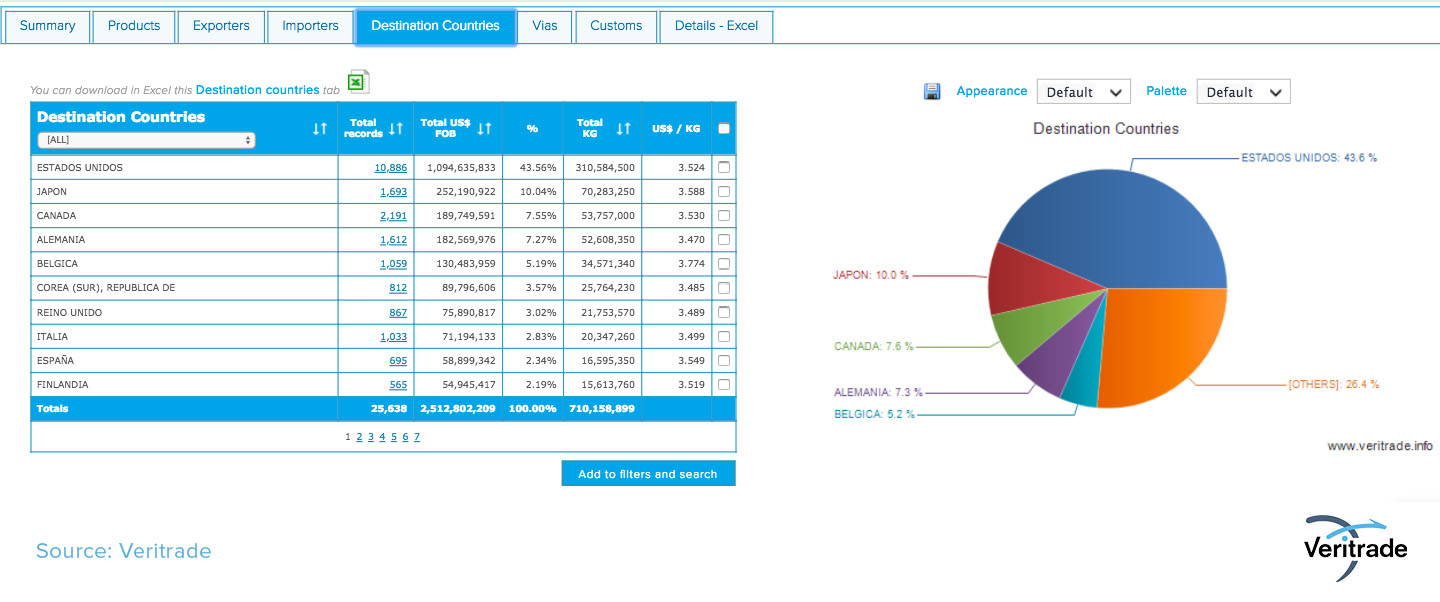 Summary Products Exporters Importers Destination Countries Vias Customs Details - Excel
You can download in Excel this Destination countries tab
Appearance Default Palette Default
Destination Countries
[ALL]
Total records Total US$ FOB % Total KG US$ / KG
ESTADOS UNIDOS 10,886 1,094,635,833 43.56% 310,584,500 3.524
JAPON 1,693 252,190,922 10.04% 70,283,250 3.588
CANADA 2,191 189,749,591 7.55% 53,757,000 3.530
ALEMANIA 1,612 182,569,976 7.27% 52,608,350 3.470
BELGICA 1,059 130,483,959 5.19% 34,571,340 3.774
COREA (SUR), REPUBLICA DE 812 89,796,606 3.57% 25,764,230 3.485
REINO UNIDO 867 75,890,817 3.02% 21,753,570 3.489
ITALIA 1,033 71,194,133 2.83% 20,347,260 3.499
ESPAÑA 695 58,899,342 2.34% 16,595,350 3.549
FINLANDIA 565 54,945,417 2.19% 15,613,760 3.519
Totals 25,638 2,512,802,209 100.00% 710,158,899
1 2 3 4 5 6 7
Add to filters and search
Destination Countries
ESTADOS UNIDOS: 43.6 %
JAPON: 10.0 %
CANADA: 7.6 %
ALEMANIA: 7.3 %
[OTHERS]: 26.4 %
BELGICA: 5.2 %
www.veritrade.info
Source: Veritrade
Veritrade